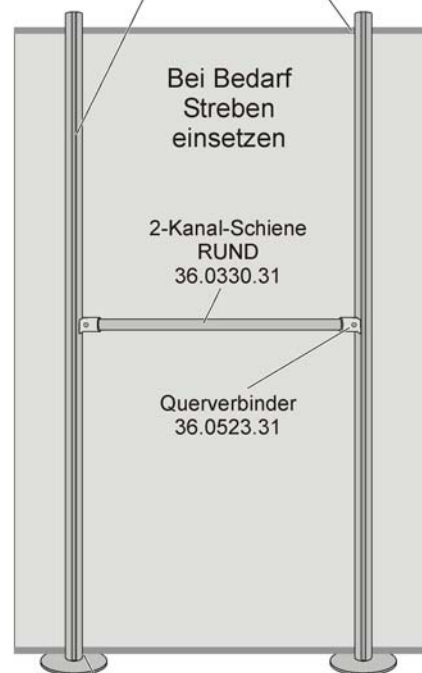 Bei Bedarf
Streben
einsetzen
2-Kanal-Schiene
RUND
36.0330.31
Querverbinder
36.0523.31